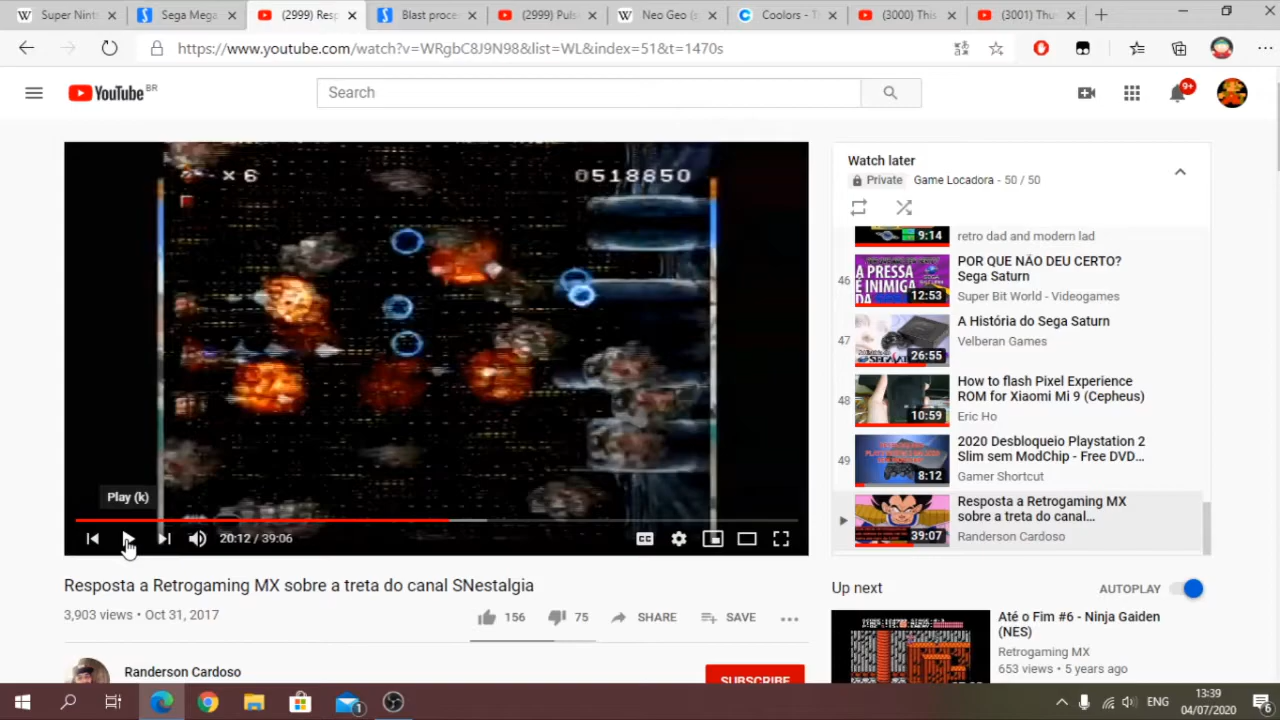 Super Nint
Sega Mega
(2999) Resp
Blast proce
(2999) Puls
Neo Geo (s
Coolors - T
(3000) This
(3001) Thu
https://www.youtube.com/watch?v=WRgbC8J9N98&list=WL&index=51&t=1470s
YouTube BR
Search
9+
×6
0518850
Play (k)
20:12 / 39:06
Resposta a Retrogaming MX sobre a treta do canal SNestalgia
3,903 views • Oct 31, 2017
156
75
SHARE
SAVE
Randerson Cardoso
SUBSCRIBE
Watch later
Private
Game Locadora - 50 / 50
9:14
retro dad and modern lad
46
A PRESSA
É INIMIGA
DA
12:53
POR QUE NÃO DEU CERTO?
Sega Saturn
Super Bit World - Videogames
47
26:55
A História do Sega Saturn
Velberan Games
48
10:59
How to flash Pixel Experience
ROM for Xiaomi Mi 9 (Cepheus)
Eric Ho
49
8:12
2020 Desbloqueio Playstation 2
Slim sem ModChip - Free DVD...
Gamer Shortcut
39:07
Resposta a Retrogaming MX
sobre a treta do canal...
Randerson Cardoso
Up next
AUTOPLAY
Até o Fim #6 - Ninja Gaiden
(NES)
Retrogaming MX
653 views • 5 years ago
1
ENG
13:39
04/07/2020
6